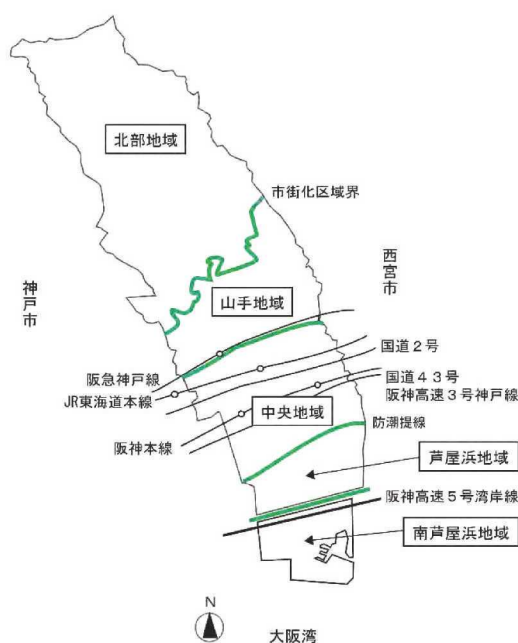 北部地域
市街化区域界
神戸市
西宮市
山手地域
国道2号
阪急神戸線
国道43号
JR東海道本線
阪神高速3号神戸線
中央地域
防潮提線
阪神本線
芦屋浜地域
阪神高速5号湾岸線
南芦屋浜地域
N
大阪湾